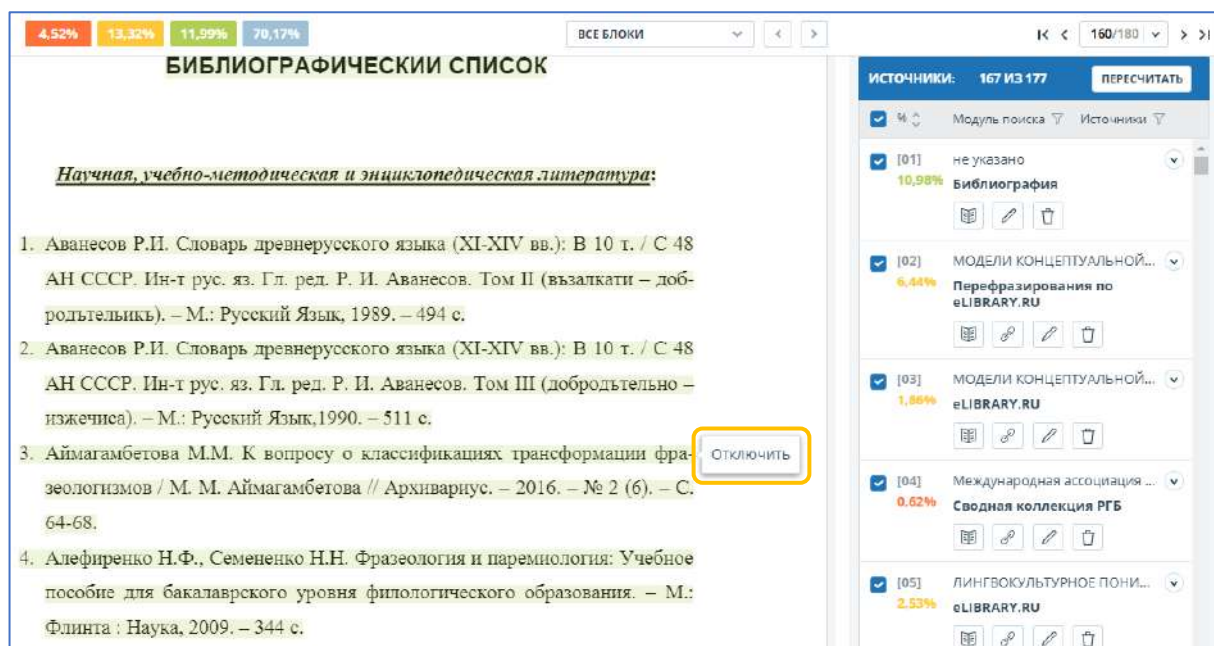 4,52% 13,32% 11,99% 70,17% ВСЕ БЛОКИ 160/180
БИБЛИОГРАФИЧЕСКИЙ СПИСОК
Научная, учебно-методическая и энциклопедическая литература:
1. Аванесов Р.И. Словарь древнерусского языка (XI-XIV вв.): В 10 т. / С 48
АН СССР. Ин-т рус. яз. Гл. ред. Р. И. Аванесов. Том II (възалкати – доб-
родътельникъ). – М.: Русский Язык, 1989. – 494 с.
2. Аванесов Р.И. Словарь древнерусского языка (XI-XIV вв.): В 10 т. / С 48
АН СССР. Ин-т рус. яз. Гл. ред. Р. И. Аванесов. Том III (добродътельно –
изжечиса). – М.: Русский Язык,1990. – 511 с.
3. Аймагамбетова М.М. К вопросу о классификациях трансформации фра-
зеологизмов / М. М. Аймагамбетова // Архивариус. – 2016. – № 2 (6). – С.
64-68.
4. Алефиренко Н.Ф., Семененко Н.Н. Фразеология и паремиология: Учебное
пособие для бакалаврского уровня филологического образования. – М.:
Флинта : Наука, 2009. – 344 с.
Отключить
ИСТОЧНИКИ: 167 ИЗ 177 ПЕРЕСЧИТАТЬ
% Модуль поиска Источники
[01] не указано
10,98% Библиография
[02] МОДЕЛИ КОНЦЕПТУАЛЬНОЙ...
6,44% Перефразирования по
eLIBRARY.RU
[03] МОДЕЛИ КОНЦЕПТУАЛЬНОЙ...
1,86% eLIBRARY.RU
[04] Международная ассоциация ...
0,62% Сводная коллекция РГБ
[05] ЛИНГВОКУЛЬТУРНОЕ ПОНИ...
2,53% eLIBRARY.RU